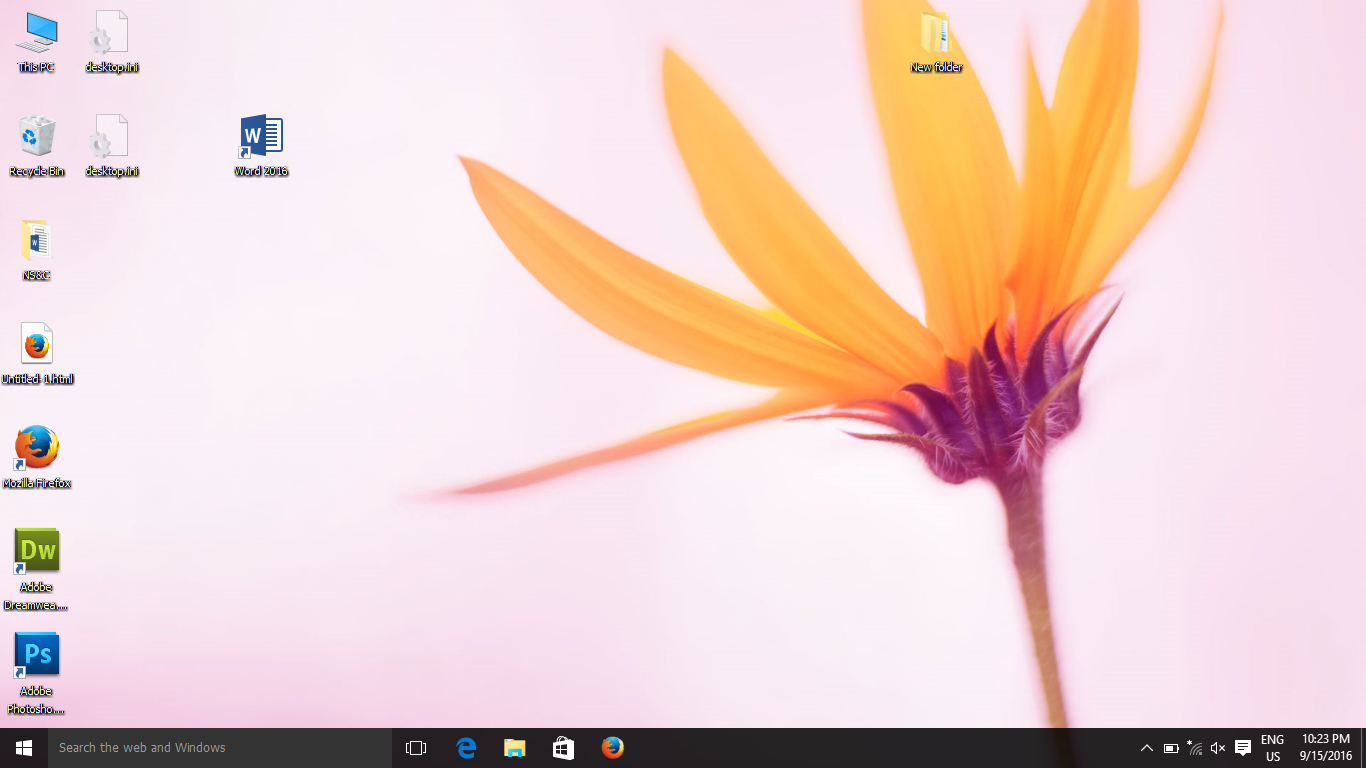 This PC
desktop.ini
New folder
Recycle Bin
desktop.ini
W
Word 2016
NS&C
Untitled-1.html
Mozilla Firefox
Dw
Adobe
Dreamwea....
Ps
Adobe
Photosho....
Search the web and Windows
ENG
US
10:23 PM
9/15/2016